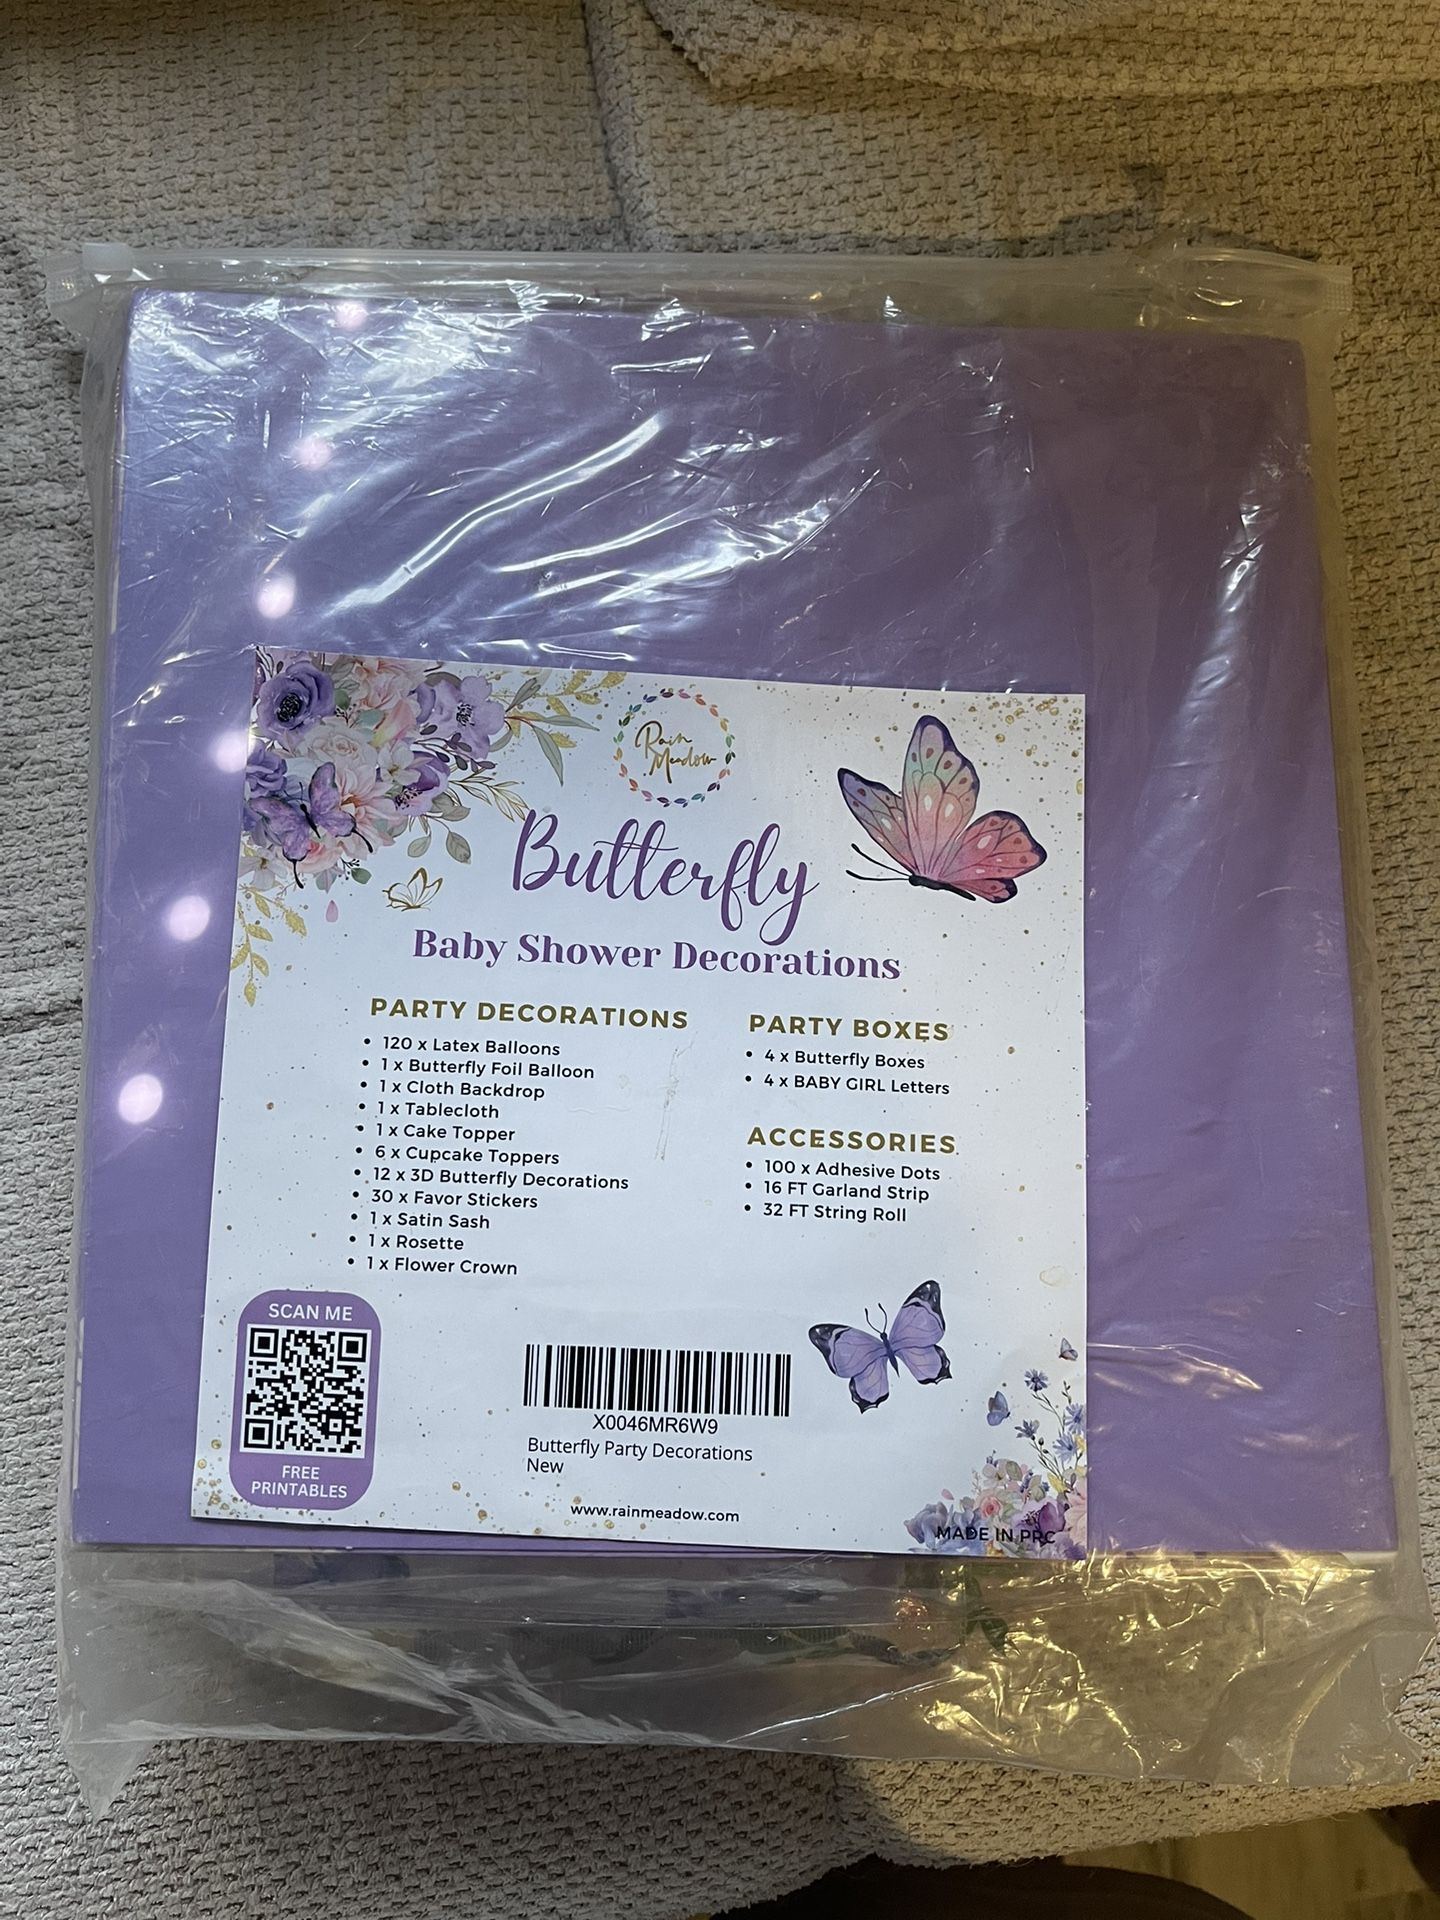 Rain
Meadow
Butterfly
Baby Shower Decorations
PARTY DECORATIONS
• 120 x Latex Balloons
• 1 x Butterfly Foil Balloon
• 1 x Cloth Backdrop
• 1 x Tablecloth
• 1 x Cake Topper
• 6 x Cupcake Toppers
• 12 x 3D Butterfly Decorations
• 30 x Favor Stickers
• 1 x Satin Sash
• 1 x Rosette
• 1 x Flower Crown
PARTY BOXES
• 4 x Butterfly Boxes
• 4 x BABY GIRL Letters
ACCESSORIES
• 100 x Adhesive Dots
• 16 FT Garland Strip
• 32 FT String Roll
SCAN ME
FREE
PRINTABLES
X0046MR6W9
Butterfly Party Decorations
New
www.rainmeadow.com
MADE IN PRC